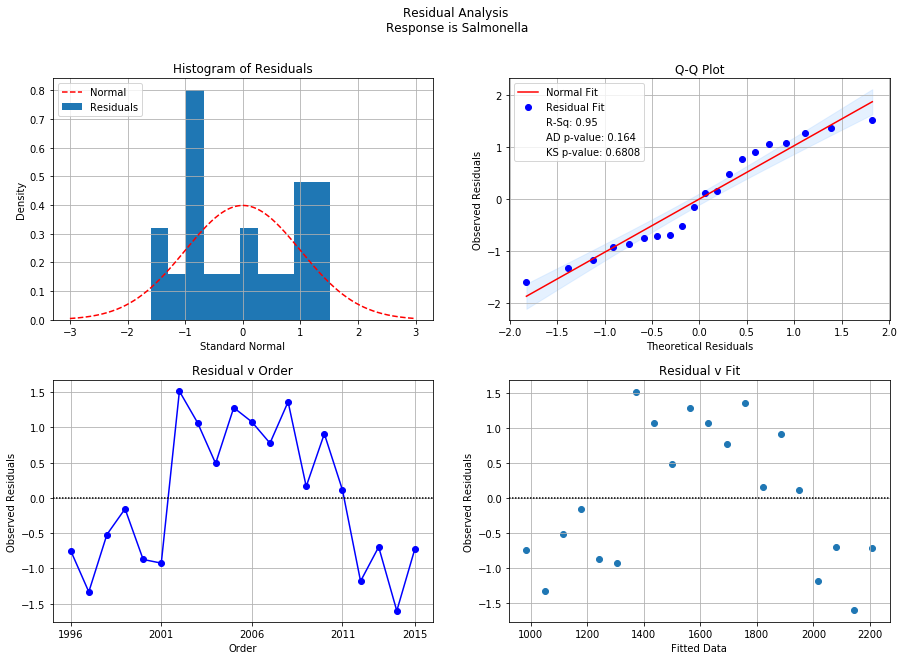 Residual Analysis
Response is Salmonella
Histogram of Residuals
Normal
Residuals
0.8
0.7
0.6
0.5
0.4
0.3
0.2
0.1
0.0
Density
−3
−2
−1
0
1
2
3
Standard Normal
Q-Q Plot
Normal Fit
Residual Fit
R-Sq: 0.95
AD p-value: 0.164
KS p-value: 0.6808
2
1
0
−1
−2
Observed Residuals
−2.0
−1.5
−1.0
−0.5
0.0
0.5
1.0
1.5
2.0
Theoretical Residuals
Residual v Order
1.5
1.0
0.5
0.0
−0.5
−1.0
−1.5
Observed Residuals
1996
2001
2006
2011
2015
Order
Residual v Fit
1.5
1.0
0.5
0.0
−0.5
−1.0
−1.5
Observed Residuals
1000
1200
1400
1600
1800
2000
2200
Fitted Data